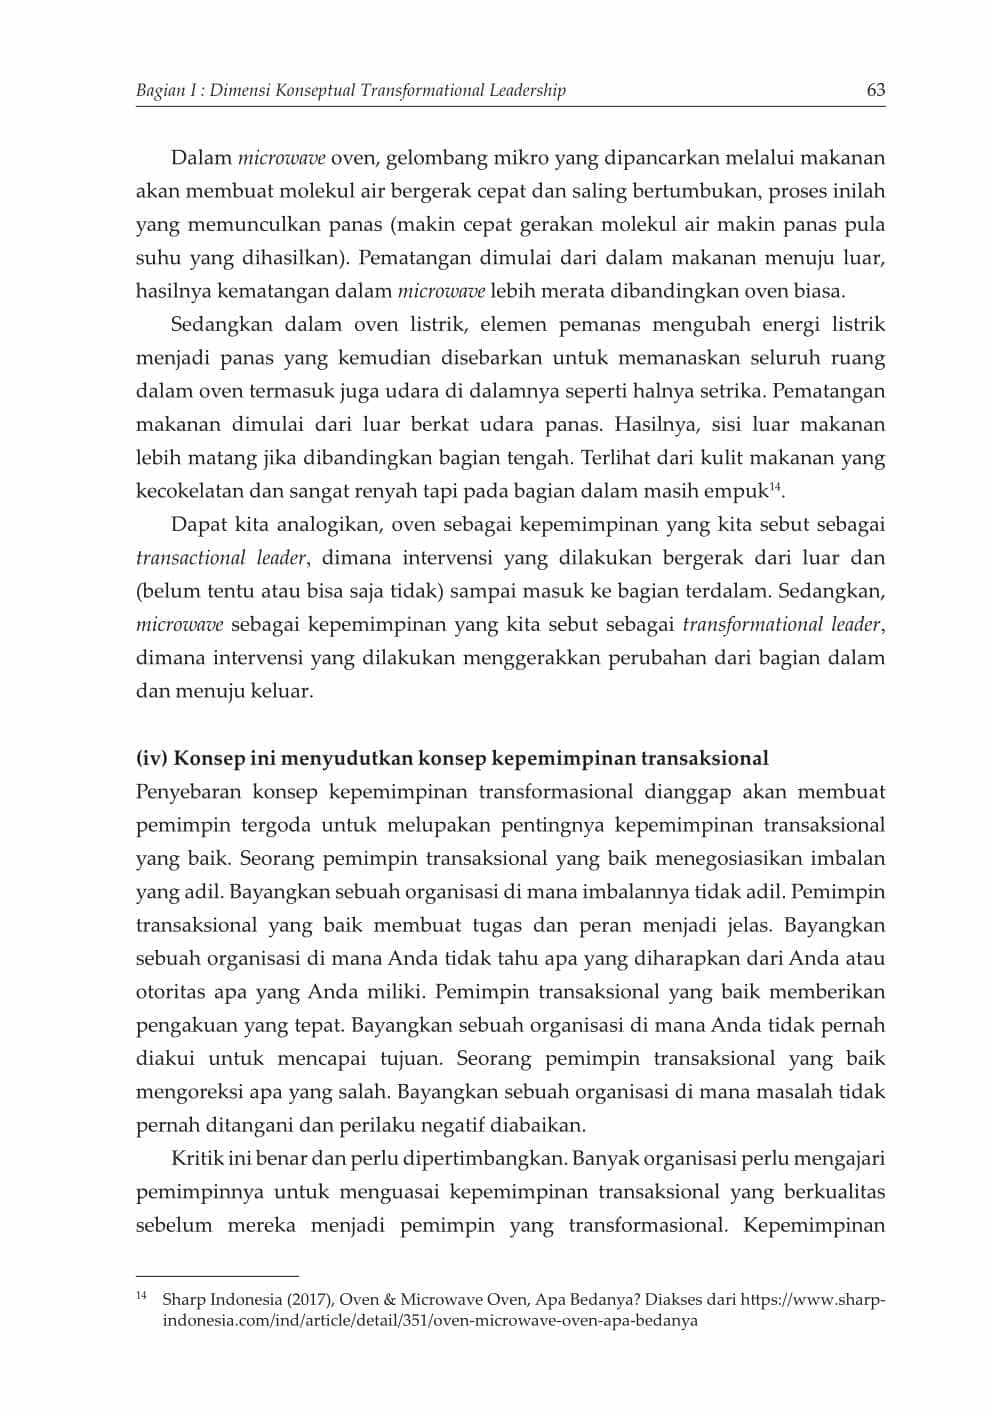 Bagian I : Dimensi Konseptual Transformational Leadership 63
Dalam microwave oven, gelombang mikro yang dipancarkan melalui makanan
akan membuat molekul air bergerak cepat dan saling bertumbukan, proses inilah
yang memunculkan panas (makin cepat gerakan molekul air makin panas pula
suhu yang dihasilkan). Pematangan dimulai dari dalam makanan menuju luar,
hasilnya kematangan dalam microwave lebih merata dibandingkan oven biasa.
Sedangkan dalam oven listrik, elemen pemanas mengubah energi listrik
menjadi panas yang kemudian disebarkan untuk memanaskan seluruh ruang
dalam oven termasuk juga udara di dalamnya seperti halnya setrika. Pematangan
makanan dimulai dari luar berkat udara panas. Hasilnya, sisi luar makanan
lebih matang jika dibandingkan bagian tengah. Terlihat dari kulit makanan yang
kecokelatan dan sangat renyah tapi pada bagian dalam masih empuk14.
Dapat kita analogikan, oven sebagai kepemimpinan yang kita sebut sebagai
transactional leader, dimana intervensi yang dilakukan bergerak dari luar dan
(belum tentu atau bisa saja tidak) sampai masuk ke bagian terdalam. Sedangkan,
microwave sebagai kepemimpinan yang kita sebut sebagai transformational leader,
dimana intervensi yang dilakukan menggerakkan perubahan dari bagian dalam
dan menuju keluar.
(iv) Konsep ini menyudutkan konsep kepemimpinan transaksional
Penyebaran konsep kepemimpinan transformasional dianggap akan membuat
pemimpin tergoda untuk melupakan pentingnya kepemimpinan transaksional
yang baik. Seorang pemimpin transaksional yang baik menegosiasikan imbalan
yang adil. Bayangkan sebuah organisasi di mana imbalannya tidak adil. Pemimpin
transaksional yang baik membuat tugas dan peran menjadi jelas. Bayangkan
sebuah organisasi di mana Anda tidak tahu apa yang diharapkan dari Anda atau
otoritas apa yang Anda miliki. Pemimpin transaksional yang baik memberikan
pengakuan yang tepat. Bayangkan sebuah organisasi di mana Anda tidak pernah
diakui untuk mencapai tujuan. Seorang pemimpin transaksional yang baik
mengoreksi apa yang salah. Bayangkan sebuah organisasi di mana masalah tidak
pernah ditangani dan perilaku negatif diabaikan.
Kritik ini benar dan perlu dipertimbangkan. Banyak organisasi perlu mengajari
pemimpinnya untuk menguasai kepemimpinan transaksional yang berkualitas
sebelum mereka menjadi pemimpin yang transformasional. Kepemimpinan
14 Sharp Indonesia (2017), Oven & Microwave Oven, Apa Bedanya? Diakses dari https://www.sharp-
indonesia.com/ind/article/detail/351/oven-microwave-oven-apa-bedanya